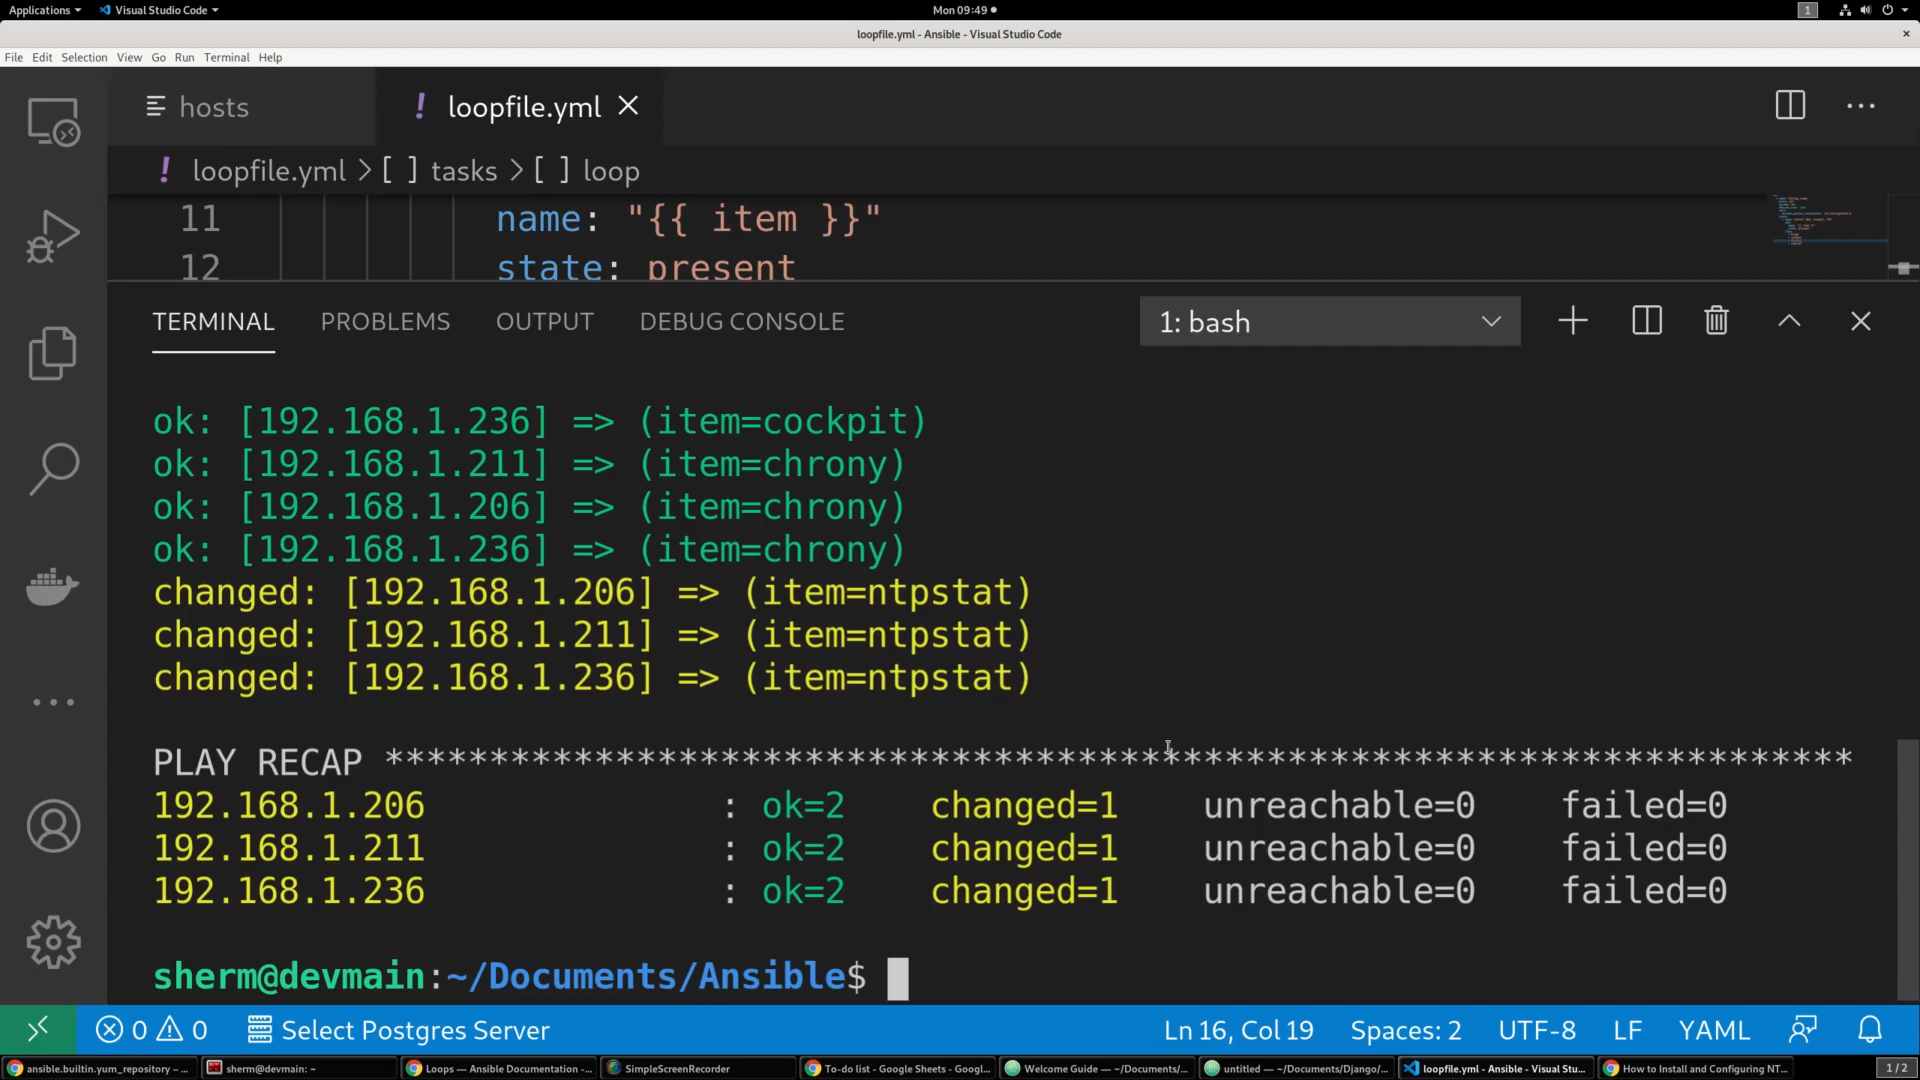 Applications Visual Studio Code Mon 09:49 1
loopfile.yml - Ansible - Visual Studio Code
File Edit Selection View Go Run Terminal Help
hosts ! loopfile.yml
! loopfile.yml > [ ] tasks > [ ] loop
11 name: "{{ item }}"
12 state: present
TERMINAL PROBLEMS OUTPUT DEBUG CONSOLE 1: bash
ok: [192.168.1.236] => (item=cockpit)
ok: [192.168.1.211] => (item=chrony)
ok: [192.168.1.206] => (item=chrony)
ok: [192.168.1.236] => (item=chrony)
changed: [192.168.1.206] => (item=ntpstat)
changed: [192.168.1.211] => (item=ntpstat)
changed: [192.168.1.236] => (item=ntpstat)
PLAY RECAP **********************************************************************
192.168.1.206 : ok=2 changed=1 unreachable=0 failed=0
192.168.1.211 : ok=2 changed=1 unreachable=0 failed=0
192.168.1.236 : ok=2 changed=1 unreachable=0 failed=0
sherm@devmain:~/Documents/Ansible$
0 0 Select Postgres Server Ln 16, Col 19 Spaces: 2 UTF-8 LF YAML
ansible.builtin.yum_repository – ... sherm@devmain: ~ Loops — Ansible Documentation -... SimpleScreenRecorder To-do list - Google Sheets - Googl... Welcome Guide — ~/Documents/... untitled — ~/Documents/Django/... loopfile.yml - Ansible - Visual Stu... How to Install and Configuring NT... 1 / 2